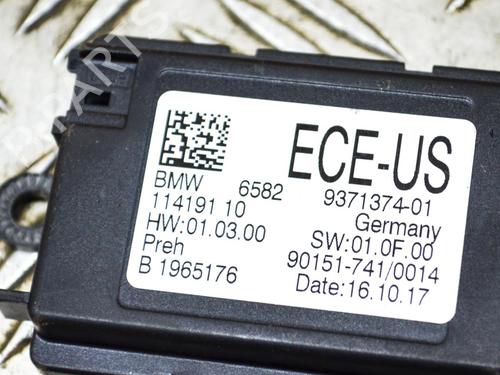 ECE-US
BMW 6582 9371374-01
114191 10 Germany
HW:01.03.00 SW:01.0F.00
Preh 90151-741/0014
B 1965176 Date:16.10.17